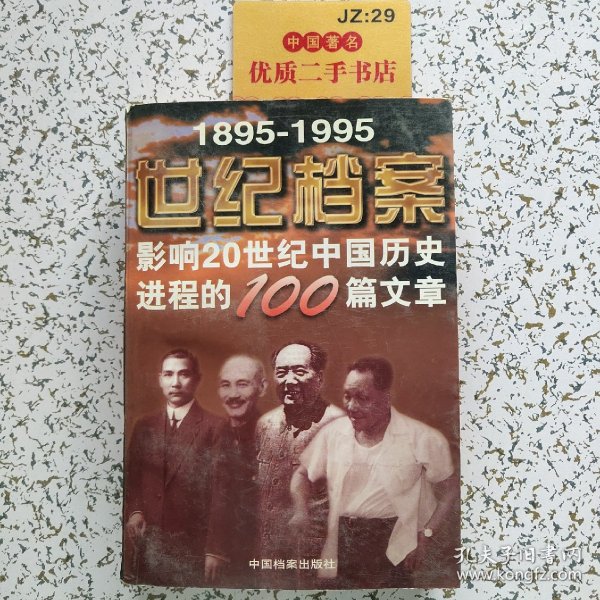 JZ:29
中国著名
优质二手书店
1895-1995
世纪档案
影响20世纪中国历史
进程的100篇文章
中国档案出版社
孔夫子旧书网
www.kongfz.com